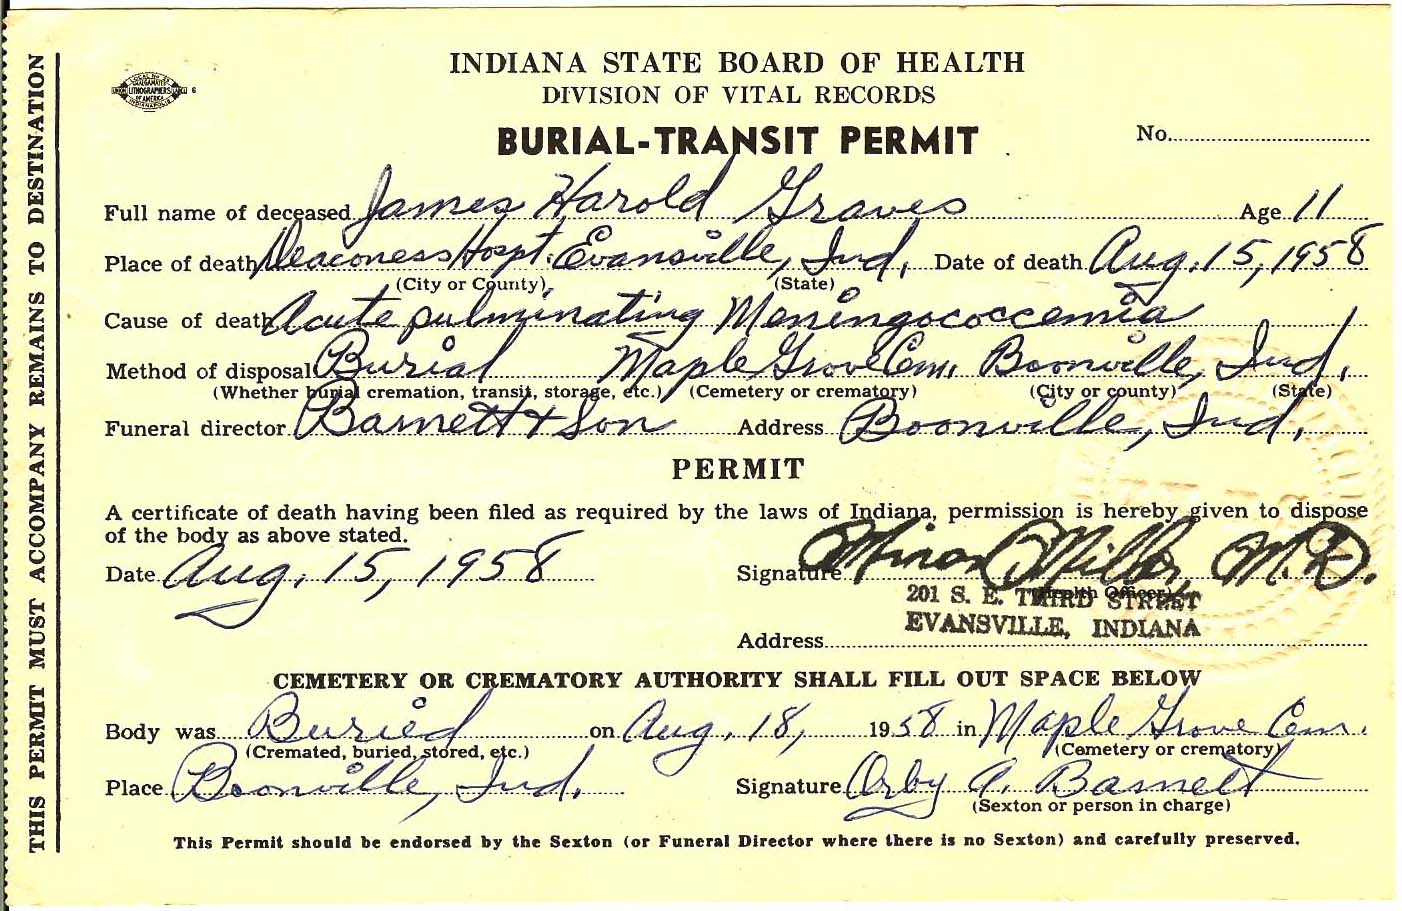 INDIANA STATE BOARD OF HEALTH
DIVISION OF VITAL RECORDS
BURIAL-TRANSIT PERMIT
No.
Full name of deceased James Harold Graves Age 11
Place of death Deaconess Hospt. Evansville, Ind. Date of death Aug. 15, 1958
(City or County) (State)
Cause of death Acute pulminating Meningococcemia
Method of disposal Burial Maple Grove Cem. Boonville, Ind.
(Whether burial cremation, transit, storage, etc.) (Cemetery or crematory) (City or county) (State)
Funeral director Barnett & Son Address Boonville, Ind.
PERMIT
A certificate of death having been filed as required by the laws of Indiana, permission is hereby given to dispose
of the body as above stated.
Date Aug. 15, 1958 Signature Minor Miller, M.D.
(Health Officer)
201 S. E. THIRD STREET
EVANSVILLE, INDIANA
Address
CEMETERY OR CREMATORY AUTHORITY SHALL FILL OUT SPACE BELOW
Body was Buried on Aug. 18, 1958 in Maple Grove Cem.
(Cremated, buried, stored, etc.) (Cemetery or crematory)
Place Boonville, Ind. Signature Orby A. Barnett
(Sexton or person in charge)
This Permit should be endorsed by the Sexton (or Funeral Director where there is no Sexton) and carefully preserved.
THIS PERMIT MUST ACCOMPANY REMAINS TO DESTINATION